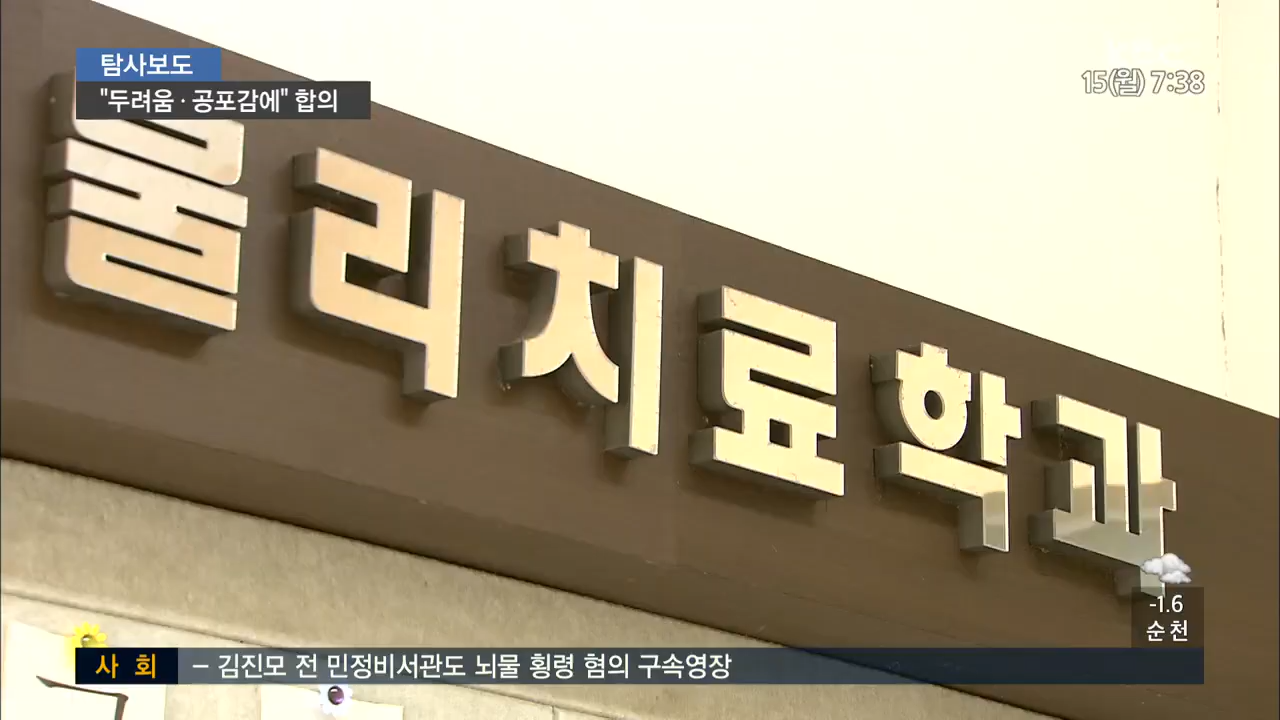 탐사보도
"두려움·공포감에" 합의
15(월) 7:38
물리치료학과
-1.6
순천
사회
– 김진모 전 민정비서관도 뇌물 횡령 혐의 구속영장